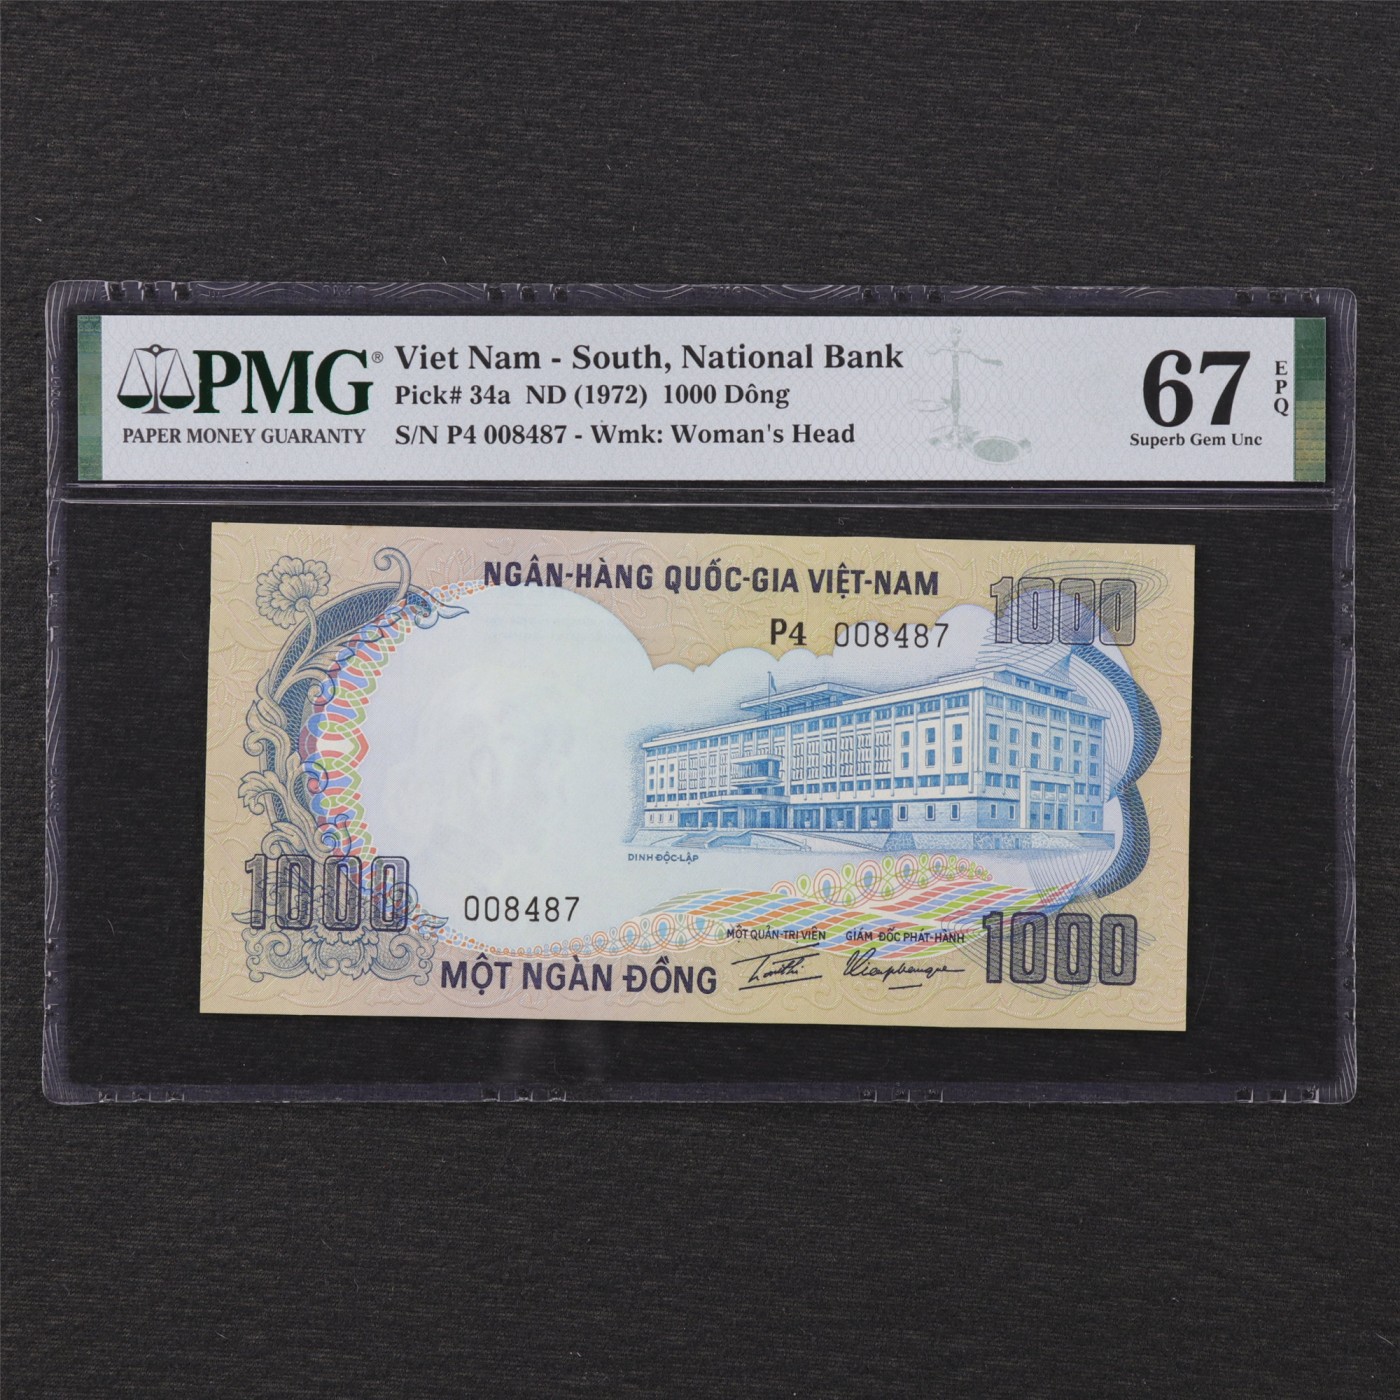 PMG®
PAPER MONEY GUARANTY
Viet Nam - South, National Bank
Pick# 34a ND (1972) 1000 Dông
S/N P4 008487 - Wmk: Woman's Head
67
EPQ
Superb Gem Unc
NGÂN-HÀNG QUỐC-GIA VIỆT-NAM
1000
P4 008487
DINH ĐỘC-LẬP
1000
008487
MỘT QUẢN-TRỊ VIÊN GIÁM ĐỐC PHÁT-HÀNH
1000
MỘT NGÀN ĐỒNG